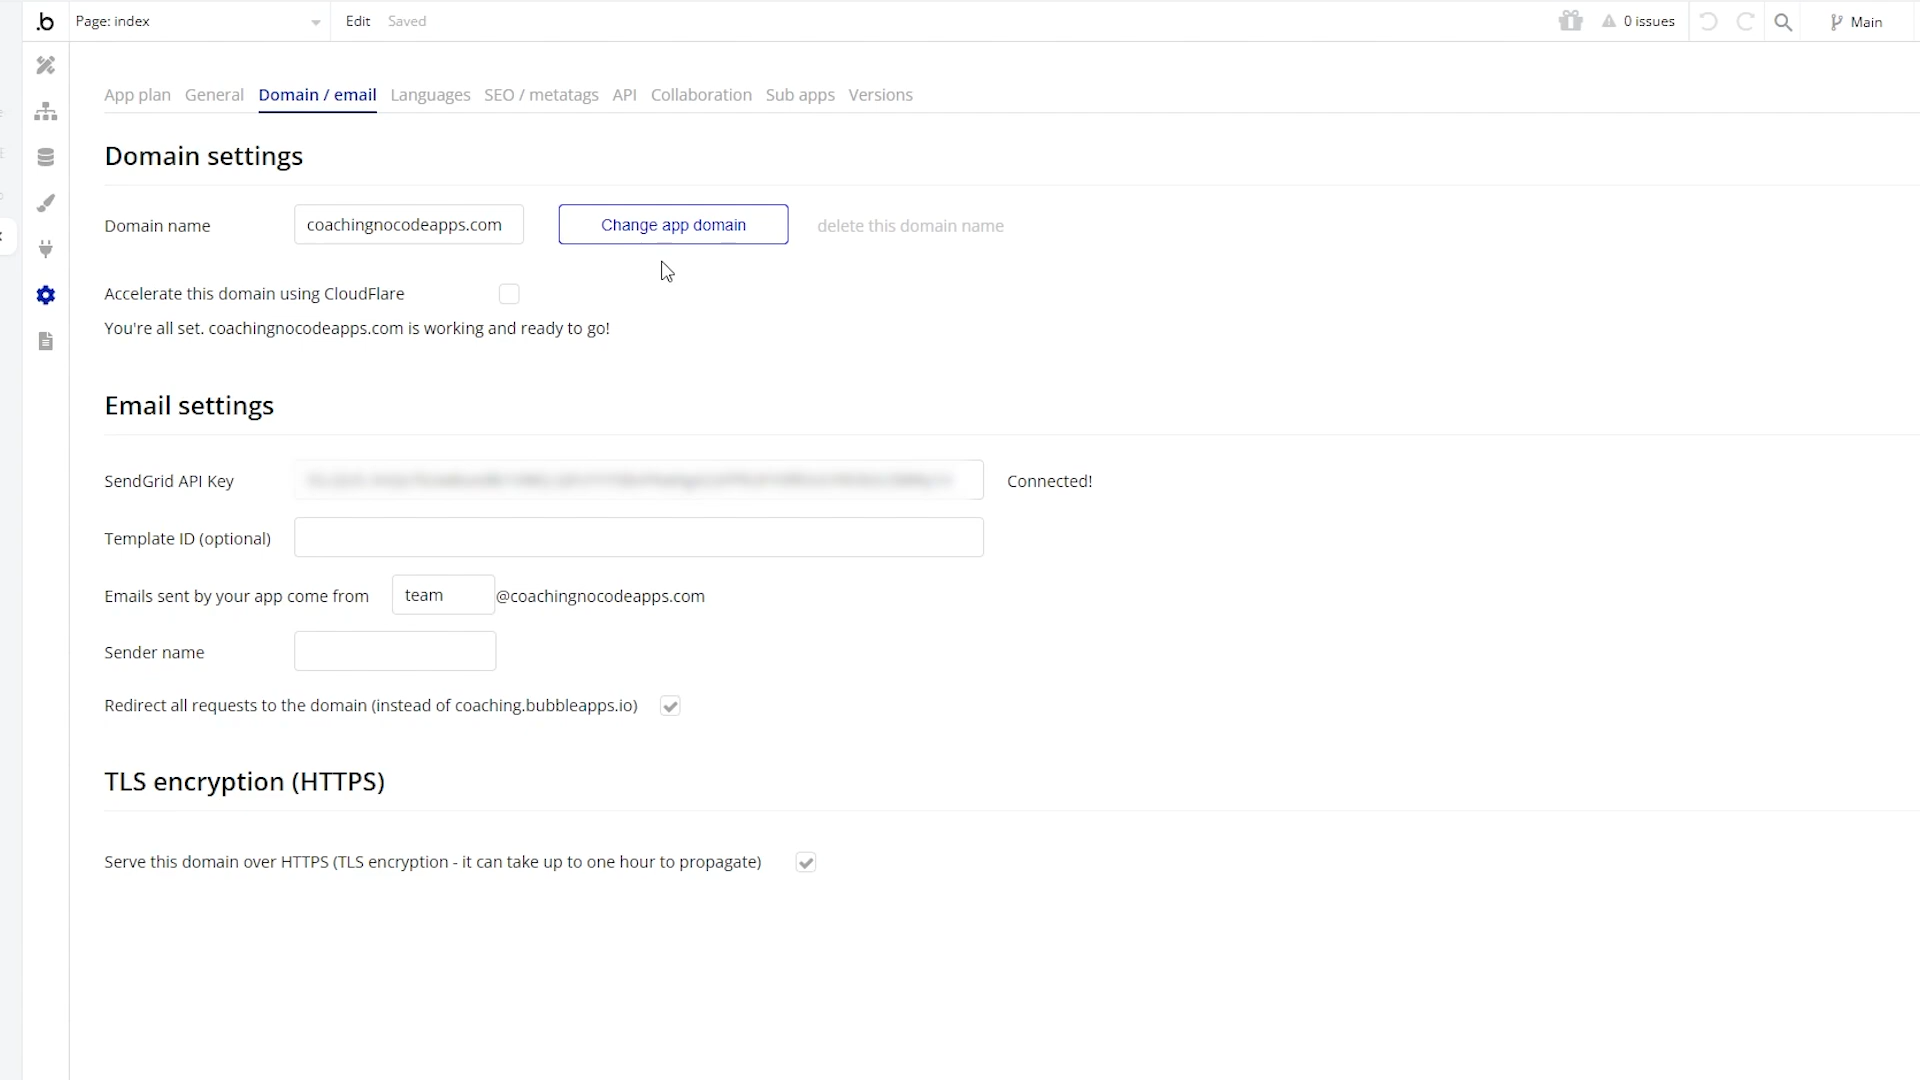 .b Page: index Edit Saved 0 issues Main
App plan General Domain / email Languages SEO / metatags API Collaboration Sub apps Versions
Domain settings
Domain name coachingnocodeapps.com Change app domain delete this domain name
Accelerate this domain using CloudFlare
You're all set. coachingnocodeapps.com is working and ready to go!
Email settings
SendGrid API Key Connected!
Template ID (optional)
Emails sent by your app come from team @coachingnocodeapps.com
Sender name
Redirect all requests to the domain (instead of coaching.bubbleapps.io)
TLS encryption (HTTPS)
Serve this domain over HTTPS (TLS encryption - it can take up to one hour to propagate)